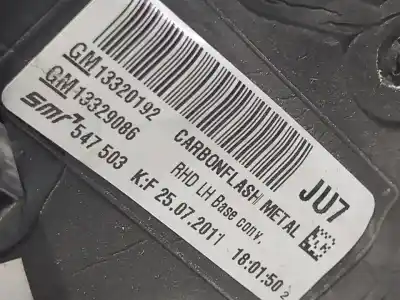 GM 13320192
GM 13329086
smr 547 503
CARBONFLASH METAL
RHD LH Base conv.
K:F 25.07.2011 18:01:50 2
JU7